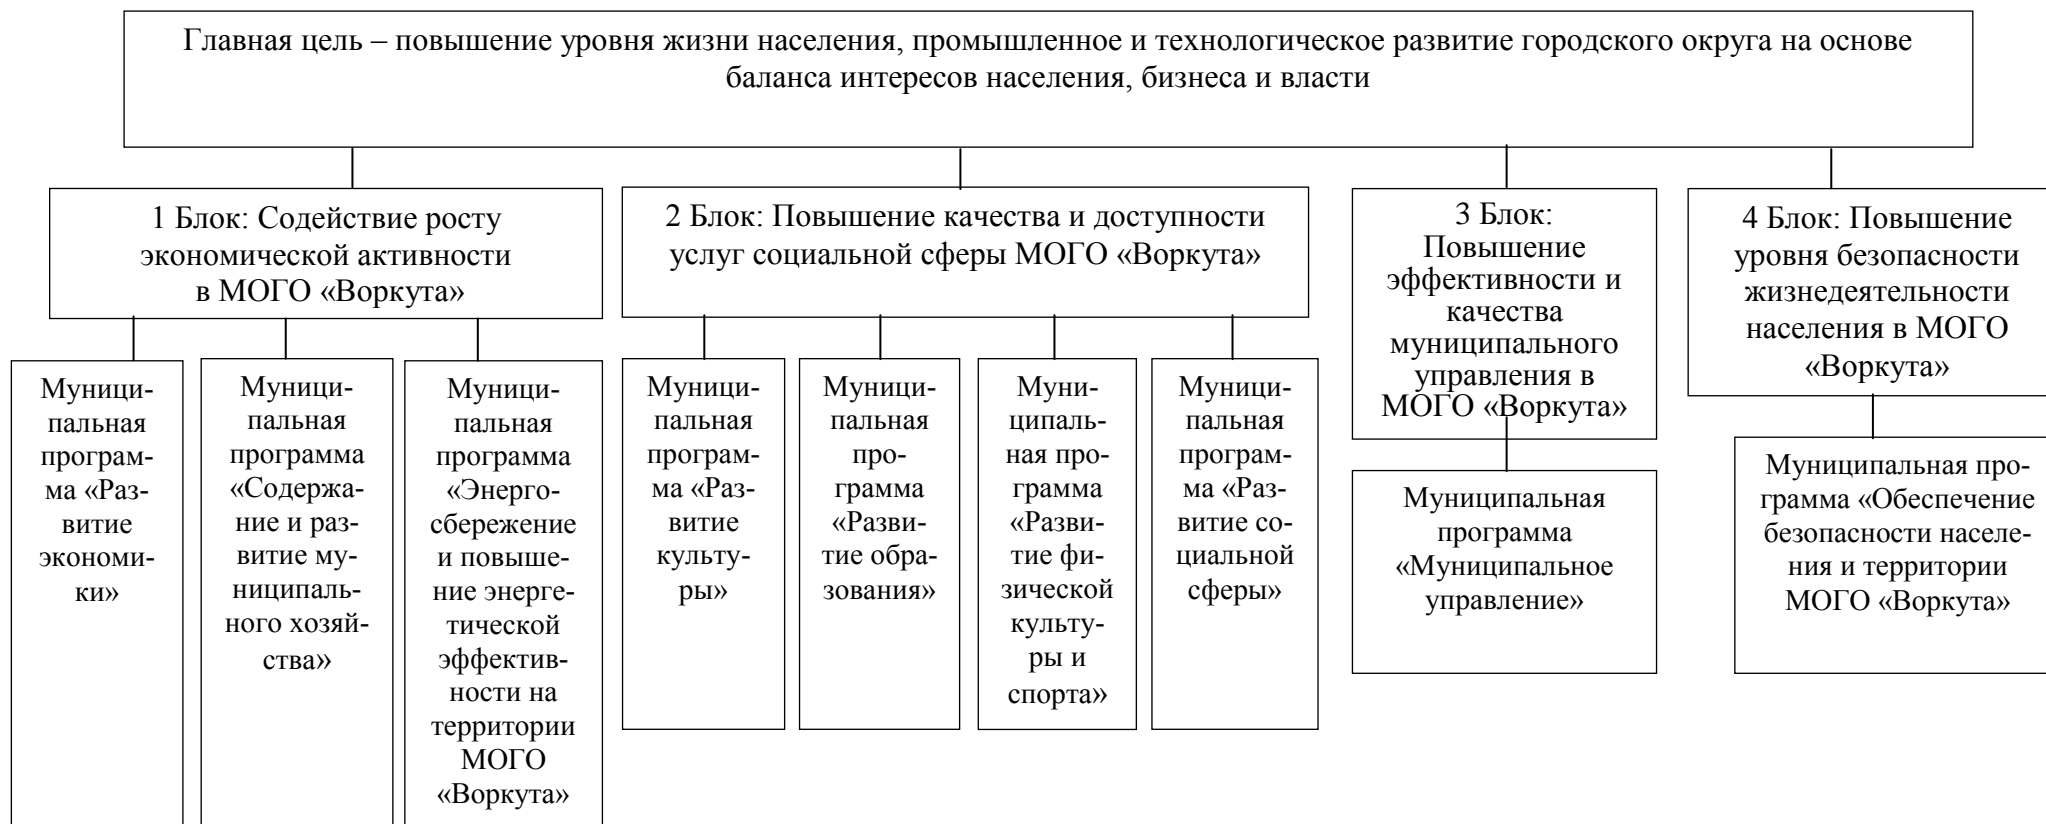 Главная цель – повышение уровня жизни населения, промышленное и технологическое развитие городского округа на основе
баланса интересов населения, бизнеса и власти
1 Блок: Содействие росту
экономической активности
в МОГО «Воркута»
2 Блок: Повышение качества и доступности
услуг социальной сферы МОГО «Воркута»
3 Блок:
Повышение
эффективности и
качества
муниципального
управления в
МОГО «Воркута»
4 Блок: Повышение
уровня безопасности
жизнедеятельности
населения в МОГО
«Воркута»
Муници-
пальная
програм-
ма «Раз-
витие
экономи-
ки»
Муници-
пальная
программа
«Содержа-
ние и раз-
витие му-
ниципаль-
ного хозяй-
ства»
Муници-
пальная
программа
«Энерго-
сбережение
и повыше-
ние энерге-
тической
эффектив-
ности на
территории
МОГО
«Воркута»
Муници-
пальная
програм-
ма «Раз-
витие
культу-
ры»
Муници-
пальная
про-
грамма
«Разви-
тие обра-
зования»
Муни-
ципаль-
ная про-
грамма
«Разви-
тие фи-
зической
культу-
ры и
спорта»
Муници-
пальная
програм-
ма «Раз-
витие со-
циальной
сферы»
Муниципальная
программа
«Муниципальное
управление»
Муниципальная про-
грамма «Обеспечение
безопасности населе-
ния и территории
МОГО «Воркута»